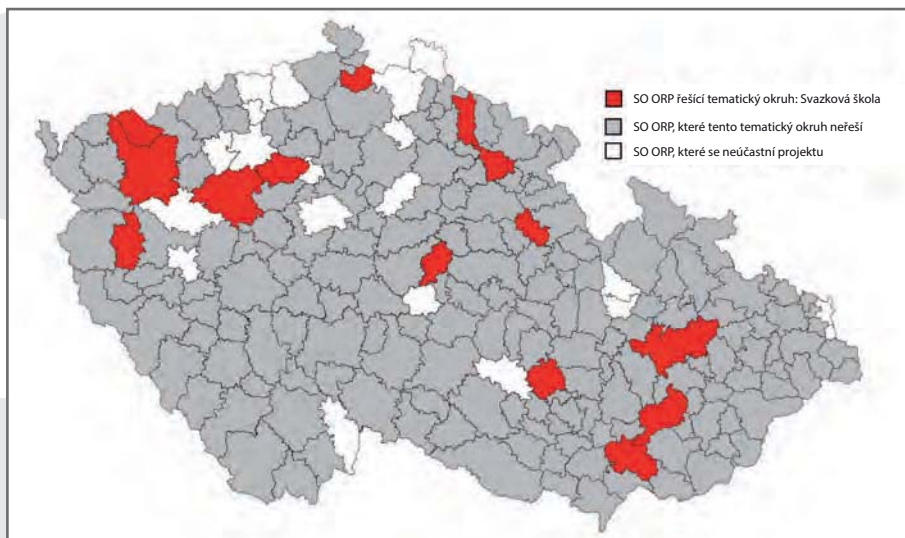 SO ORP řešící tematický okruh: Svazková škola
SO ORP, které tento tematický okruh neřeší
SO ORP, které se neúčastní projektu